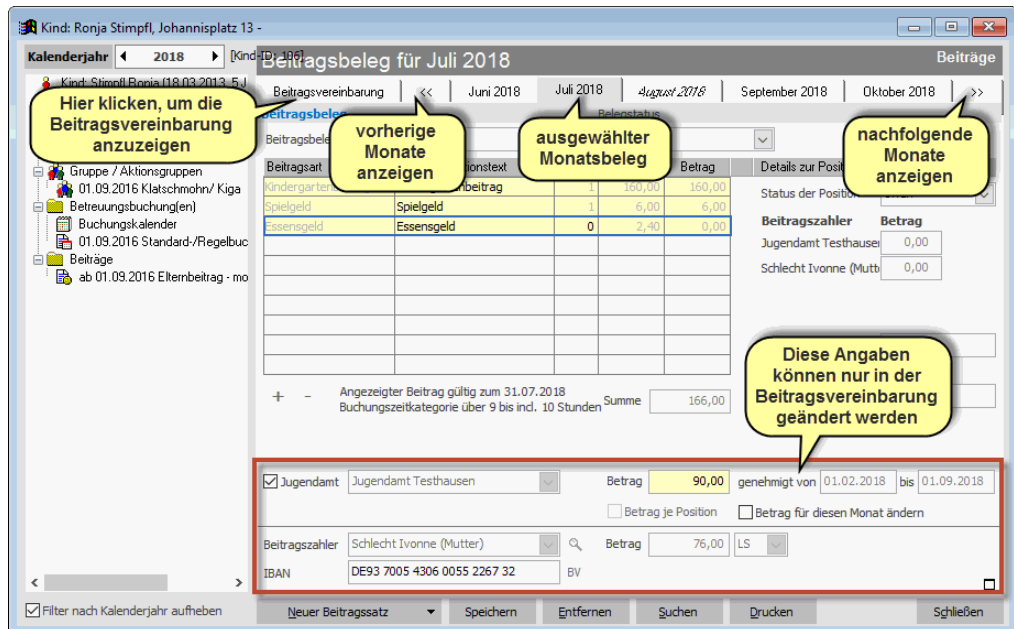 Kind: Ronja Stimpfl, Johannisplatz 13 -
Kalenderjahr 2018 [Kind-ID: 106]
Beitragsbeleg für Juli 2018 Beiträge
Kind: Stimpfl Ronja (18.03.2013, 5 J
Beitragsvereinbarung << Juni 2018 Juli 2018 August 2018 September 2018 Oktober 2018 >>
Hier klicken, um die
Beitragsvereinbarung
anzuzeigen
vorherige
Monate
anzeigen
ausgewählter
Monatsbeleg
nachfolgende
Monate
anzeigen
Belegstatus
Beitragsart Betrag Details zur Posit
160,00 160,00
Spielgeld Spielgeld 1 6,00 6,00
Essensgeld Essensgeld 0 2,40 0,00
Status der Position
Beitragszahler Betrag
Jugendamt Testhausen 0,00
Schlecht Ivonne (Mutt 0,00
Gruppe / Aktionsgruppen
01.09.2016 Klatschmohn/ Kiga
Betreuungsbuchung(en)
Buchungskalender
01.09.2016 Standard-/Regelbuc
Beiträge
ab 01.09.2016 Elternbeitrag - mo
Diese Angaben
können nur in der
Beitragsvereinbarung
geändert werden
+ - Angezeigter Beitrag gültig zum 31.07.2018
Buchungszeitkategorie über 9 bis incl. 10 Stunden Summe 166,00
Jugendamt Jugendamt Testhausen Betrag 90,00 genehmigt von 01.02.2018 bis 01.09.2018
Betrag je Position Betrag für diesen Monat ändern
Beitragszahler Schlecht Ivonne (Mutter) Betrag 76,00 LS
IBAN DE93 7005 4306 0055 2267 32 BV
Filter nach Kalenderjahr aufheben
Neuer Beitragssatz Speichern Entfernen Suchen Drucken Schließen